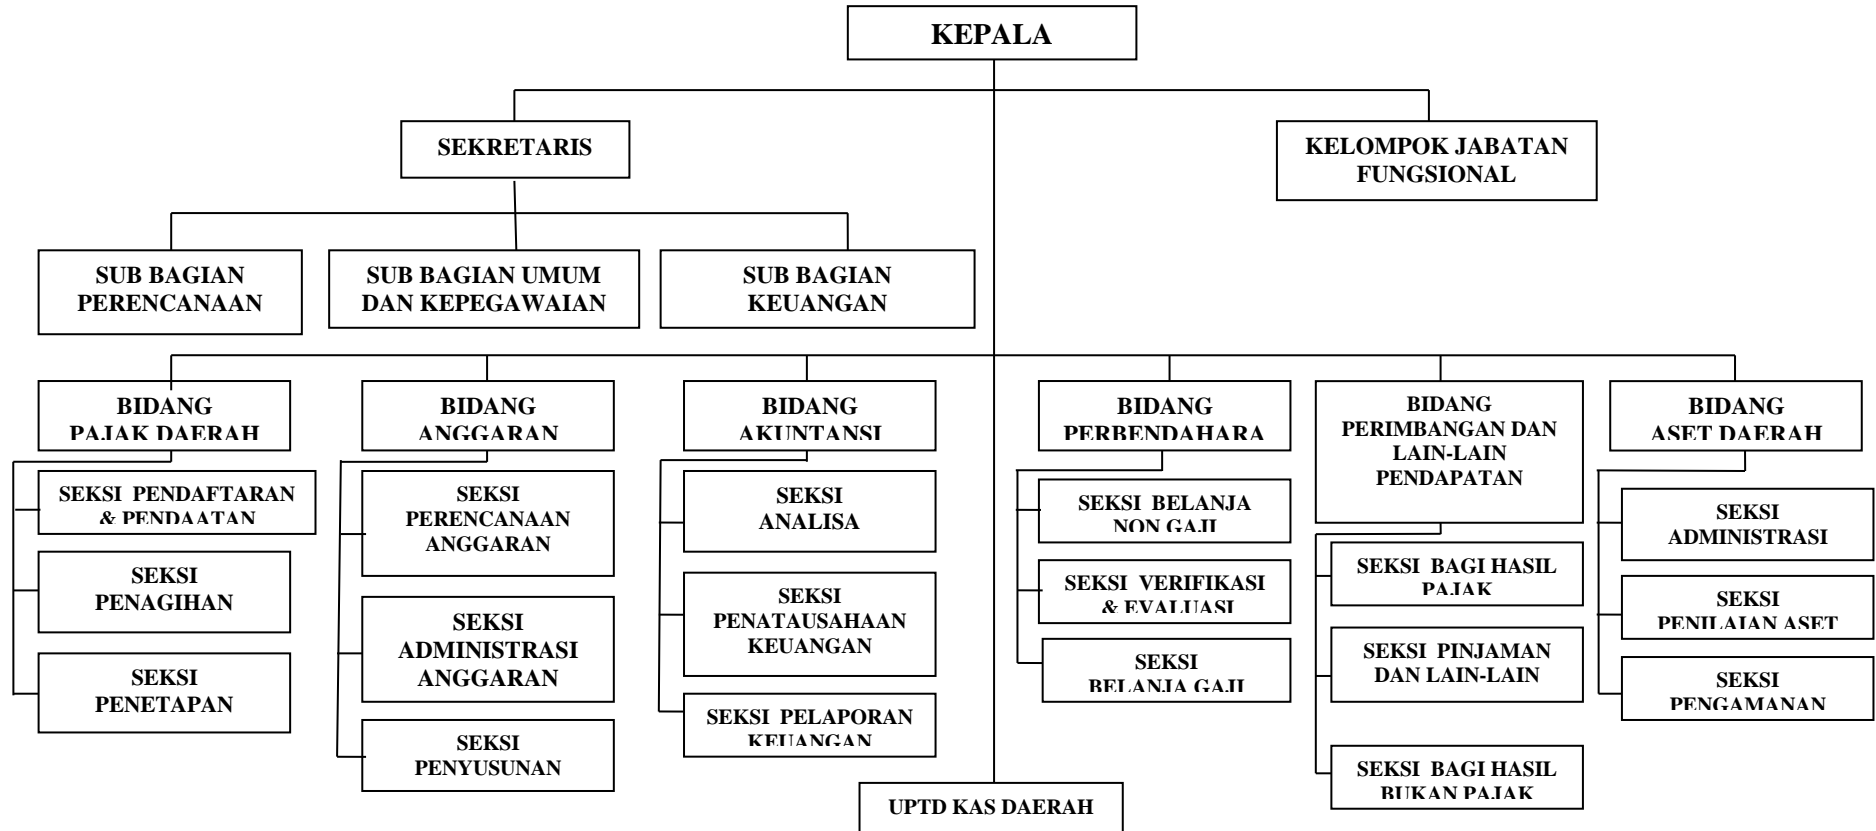 KEPALA
SEKRETARIS
KELOMPOK JABATAN
FUNGSIONAL
SUB BAGIAN
PERENCANAAN
SUB BAGIAN UMUM
DAN KEPEGAWAIAN
SUB BAGIAN
KEUANGAN
BIDANG
PAJAK DAERAH
SEKSI PENDAFTARAN
& PENDAATAN
SEKSI
PENAGIHAN
SEKSI
PENETAPAN
BIDANG
ANGGARAN
SEKSI
PERENCANAAN
ANGGARAN
SEKSI
ADMINISTRASI
ANGGARAN
SEKSI
PENYUSUNAN
BIDANG
AKUNTANSI
SEKSI
ANALISA
SEKSI
PENATAUSAHAAN
KEUANGAN
SEKSI PELAPORAN
KEUANGAN
BIDANG
PERBENDAHARA
SEKSI BELANJA
NON GAJI
SEKSI VERIFIKASI
& EVALUASI
SEKSI
BELANJA GAJI
BIDANG
PERIMBANGAN DAN
LAIN-LAIN
PENDAPATAN
SEKSI BAGI HASIL
PAJAK
SEKSI PINJAMAN
DAN LAIN-LAIN
SEKSI BAGI HASIL
BUKAN PAJAK
BIDANG
ASET DAERAH
SEKSI
ADMINISTRASI
SEKSI
PENILAIAN ASET
SEKSI
PENGAMANAN
UPTD KAS DAERAH